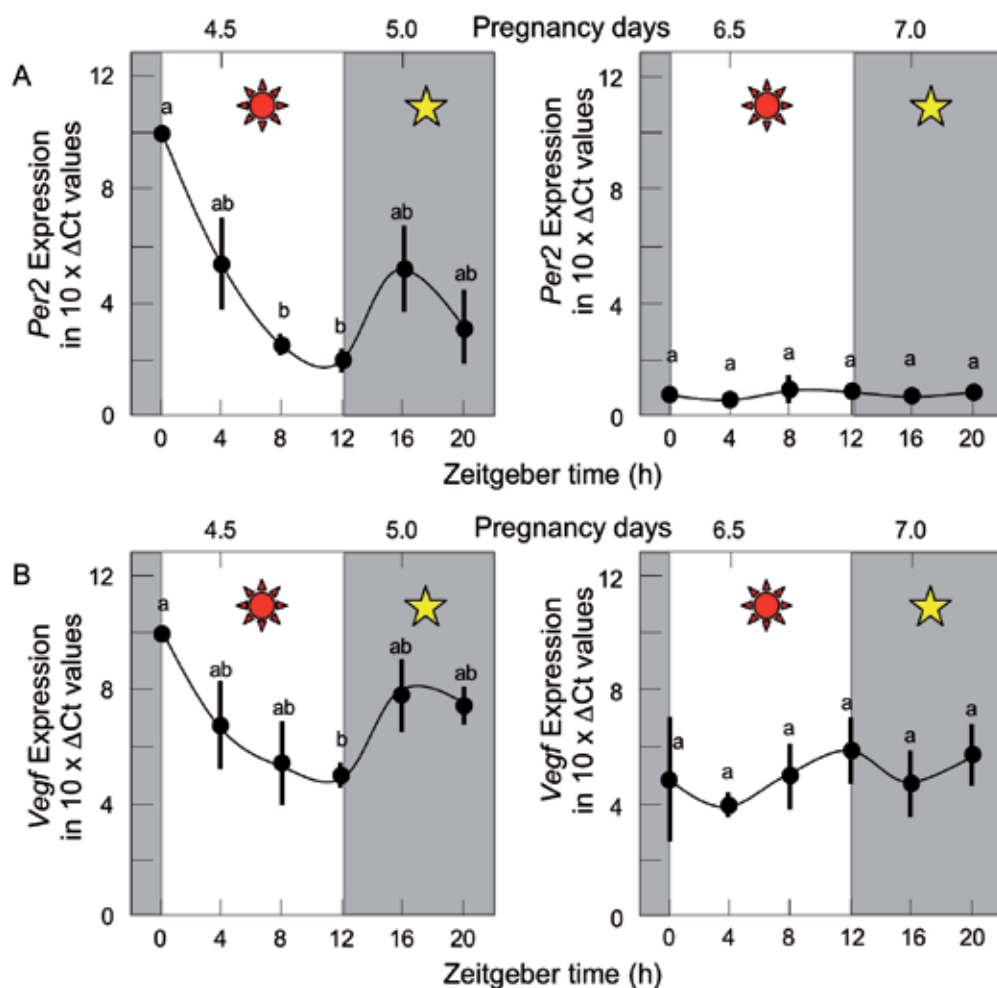 4.5 5.0 Pregnancy days 6.5 7.0
A
12
8
4
0
Per2 Expression
in 10 x ΔCt values
a ab b b ab ab
0 4 8 12 16 20
12
8
4
0
Per2 Expression
in 10 x ΔCt values
a a a a a a
0 4 8 12 16 20
Zeitgeber time (h)
4.5 5.0 Pregnancy days 6.5 7.0
B
12
8
4
0
Vegf Expression
in 10 x ΔCt values
a ab ab b ab ab
0 4 8 12 16 20
12
8
4
0
Vegf Expression
in 10 x ΔCt values
a a a a a a
0 4 8 12 16 20
Zeitgeber time (h)